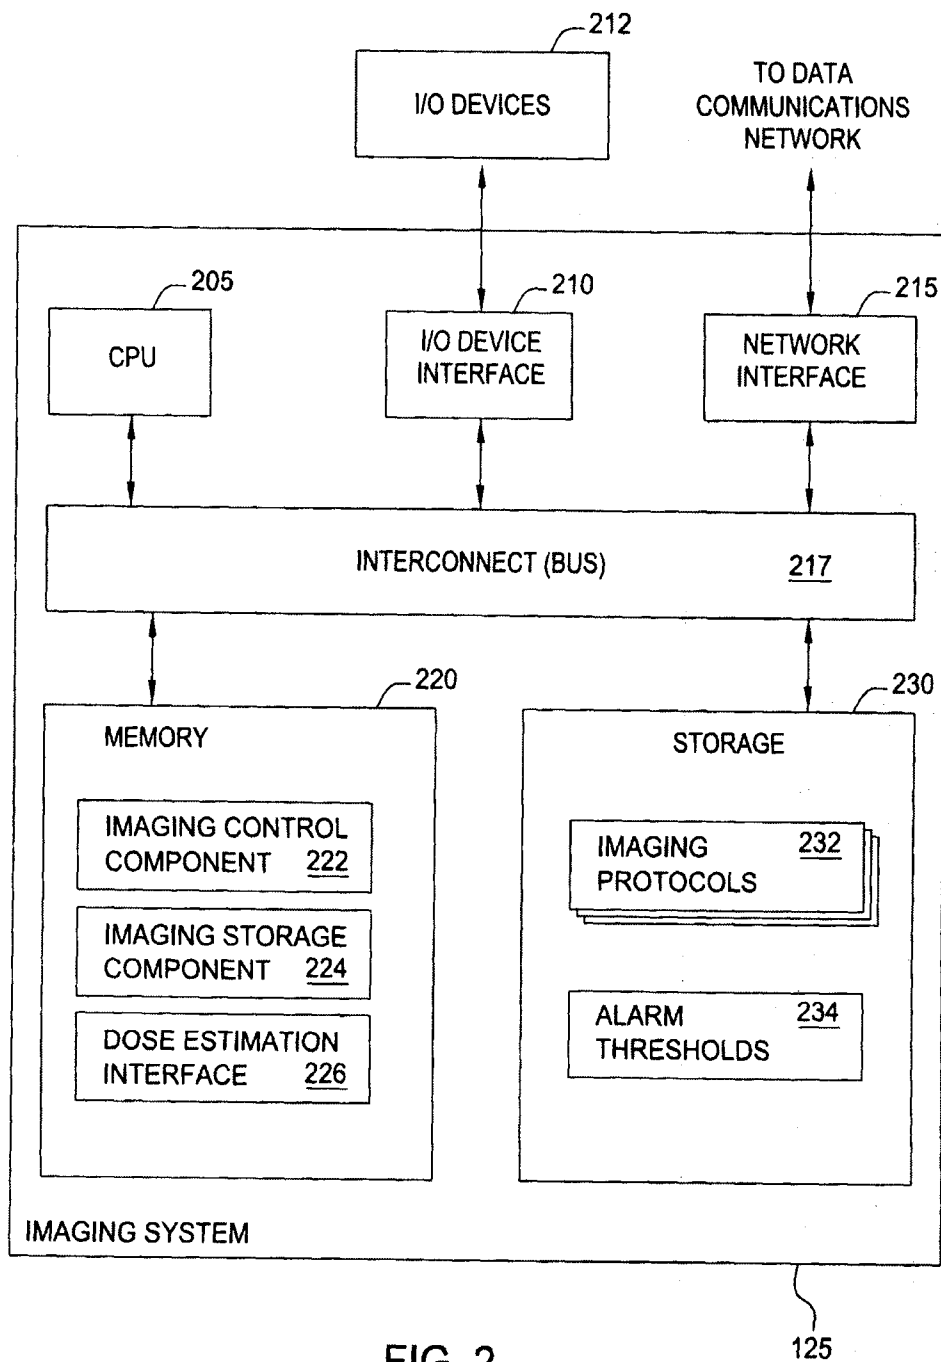 212
I/O DEVICES
TO DATA
COMMUNICATIONS
NETWORK
205
CPU
210
I/O DEVICE
INTERFACE
215
NETWORK
INTERFACE
INTERCONNECT (BUS) 217
220
MEMORY
IMAGING CONTROL
COMPONENT 222
IMAGING STORAGE
COMPONENT 224
DOSE ESTIMATION
INTERFACE 226
230
STORAGE
IMAGING 232
PROTOCOLS
ALARM 234
THRESHOLDS
IMAGING SYSTEM
125
FIG. 2